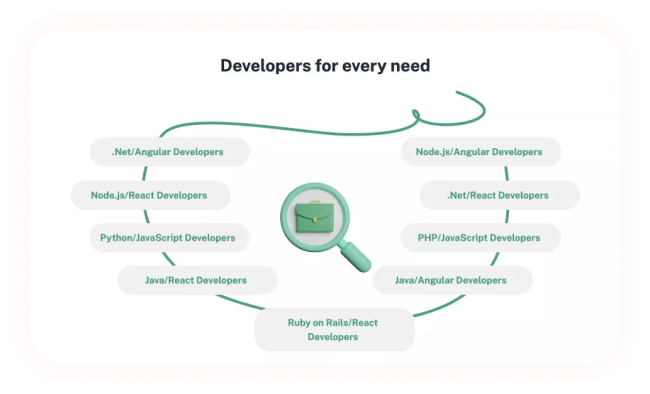 Developers for every need
.Net/Angular Developers
Node.js/Angular Developers
Node.js/React Developers
.Net/React Developers
Python/JavaScript Developers
PHP/JavaScript Developers
Java/React Developers
Java/Angular Developers
Ruby on Rails/React
Developers